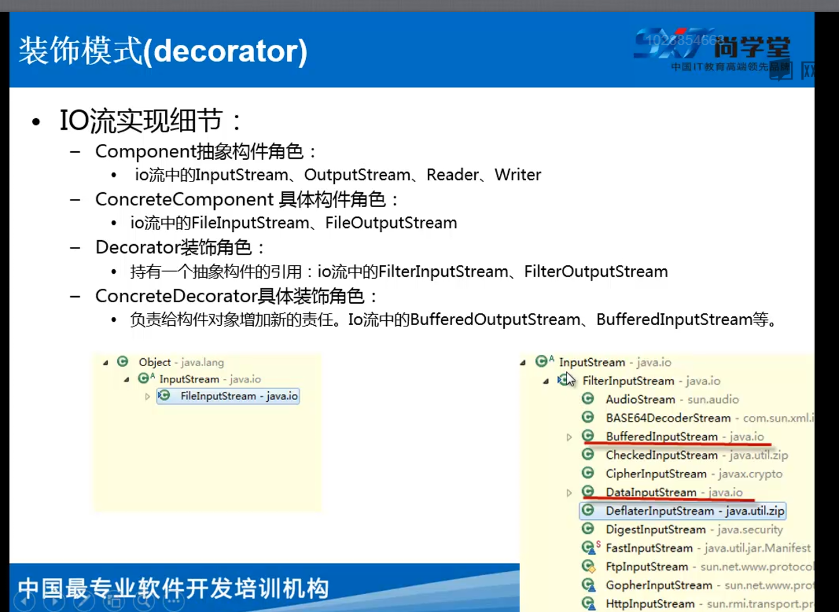 装饰模式(decorator)
1028354663
尚学堂
中国IT教育高端领先品牌
• IO流实现细节：
– Component抽象构件角色：
• io流中的InputStream、OutputStream、Reader、Writer
– ConcreteComponent 具体构件角色：
• io流中的FileInputStream、FileOutputStream
– Decorator装饰角色：
• 持有一个抽象构件的引用：io流中的FilterInputStream、FilterOutputStream
– ConcreteDecorator具体装饰角色：
• 负责给构件对象增加新的责任。Io流中的BufferedOutputStream、BufferedInputStream等。
Object - java.lang
InputStream - java.io
FileInputStream - java.io
InputStream - java.io
FilterInputStream - java.io
AudioStream - sun.audio
BASE64DecoderStream - com.sun.xml.i
BufferedInputStream - java.io
CheckedInputStream - java.util.zip
CipherInputStream - javax.crypto
DataInputStream - java.io
DeflaterInputStream - java.util.zip
DigestInputStream - java.security
FastInputStream - java.util.jar.Manifest
FtpInputStream - sun.net.www.protoco
GopherInputStream - sun.net.www.pro
HttpInputStream - sun.rmi.transport.pr
中国最专业软件开发培训机构